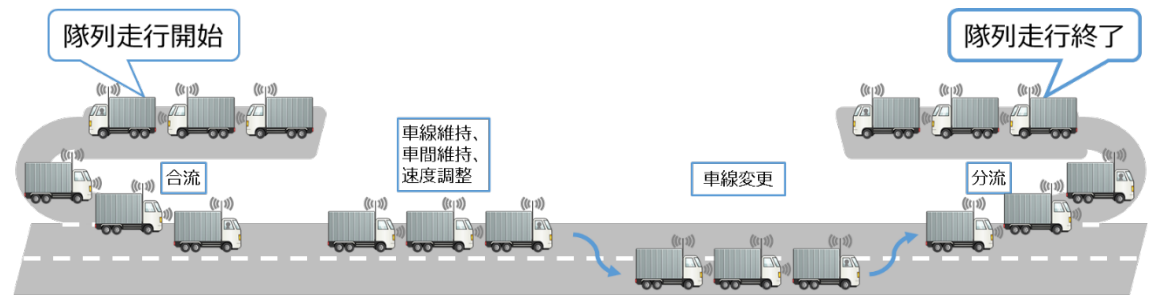 隊列走行開始
隊列走行終了
車線維持、
車間維持、
速度調整
合流
車線変更
分流